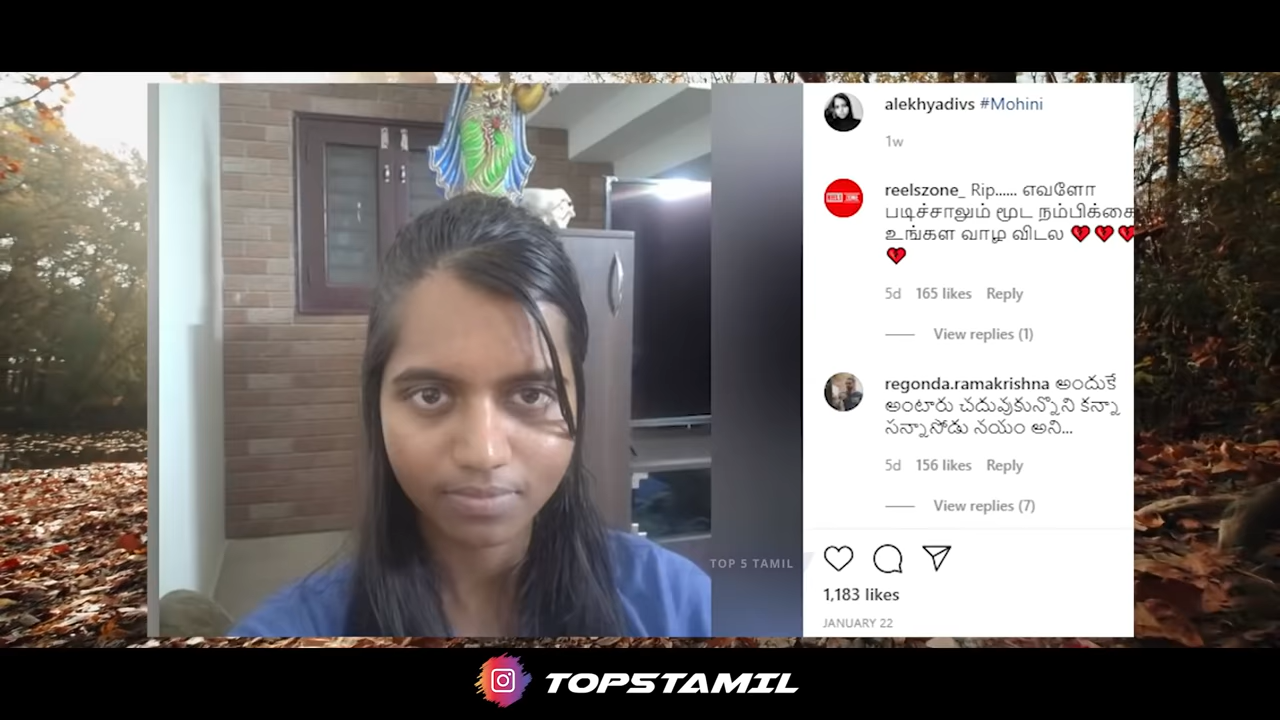 alekhyadivs #Mohini
1w
reelszone_ Rip...... எவளோ
படிச்சாலும் மூட நம்பிக்கை
உங்கள வாழ விடல 💔 💔 💔
💔
5d 165 likes Reply
View replies (1)
regonda.ramakrishna అందుకే
అంటారు చదువుకున్నొని కన్నా
సన్నాసోడు నయం అని...
5d 156 likes Reply
View replies (7)
TOP 5 TAMIL
1,183 likes
JANUARY 22
TOP5TAMIL